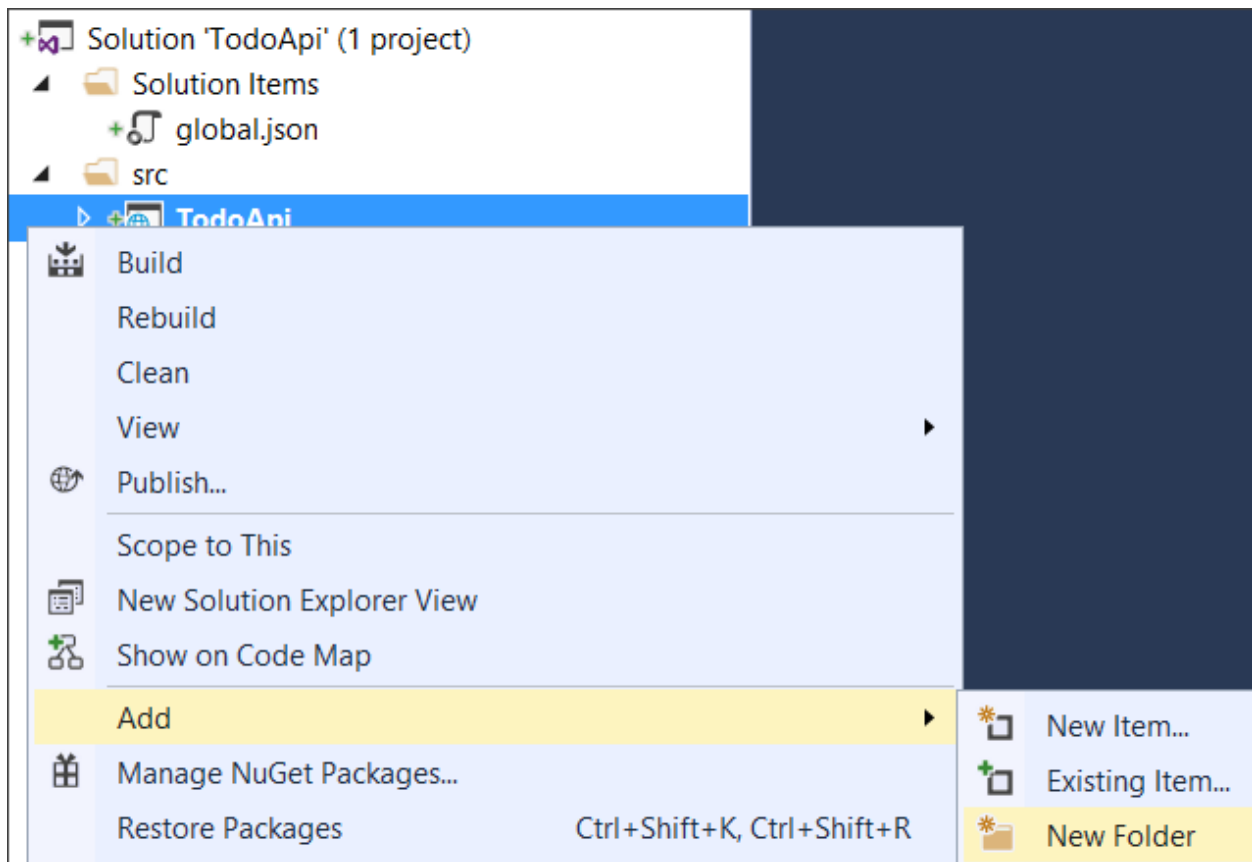 Solution 'TodoApi' (1 project)
Solution Items
global.json
src
TodoApi
Build
Rebuild
Clean
View
Publish...
Scope to This
New Solution Explorer View
Show on Code Map
Add
New Item...
Existing Item...
New Folder
Manage NuGet Packages...
Restore Packages Ctrl+Shift+K, Ctrl+Shift+R